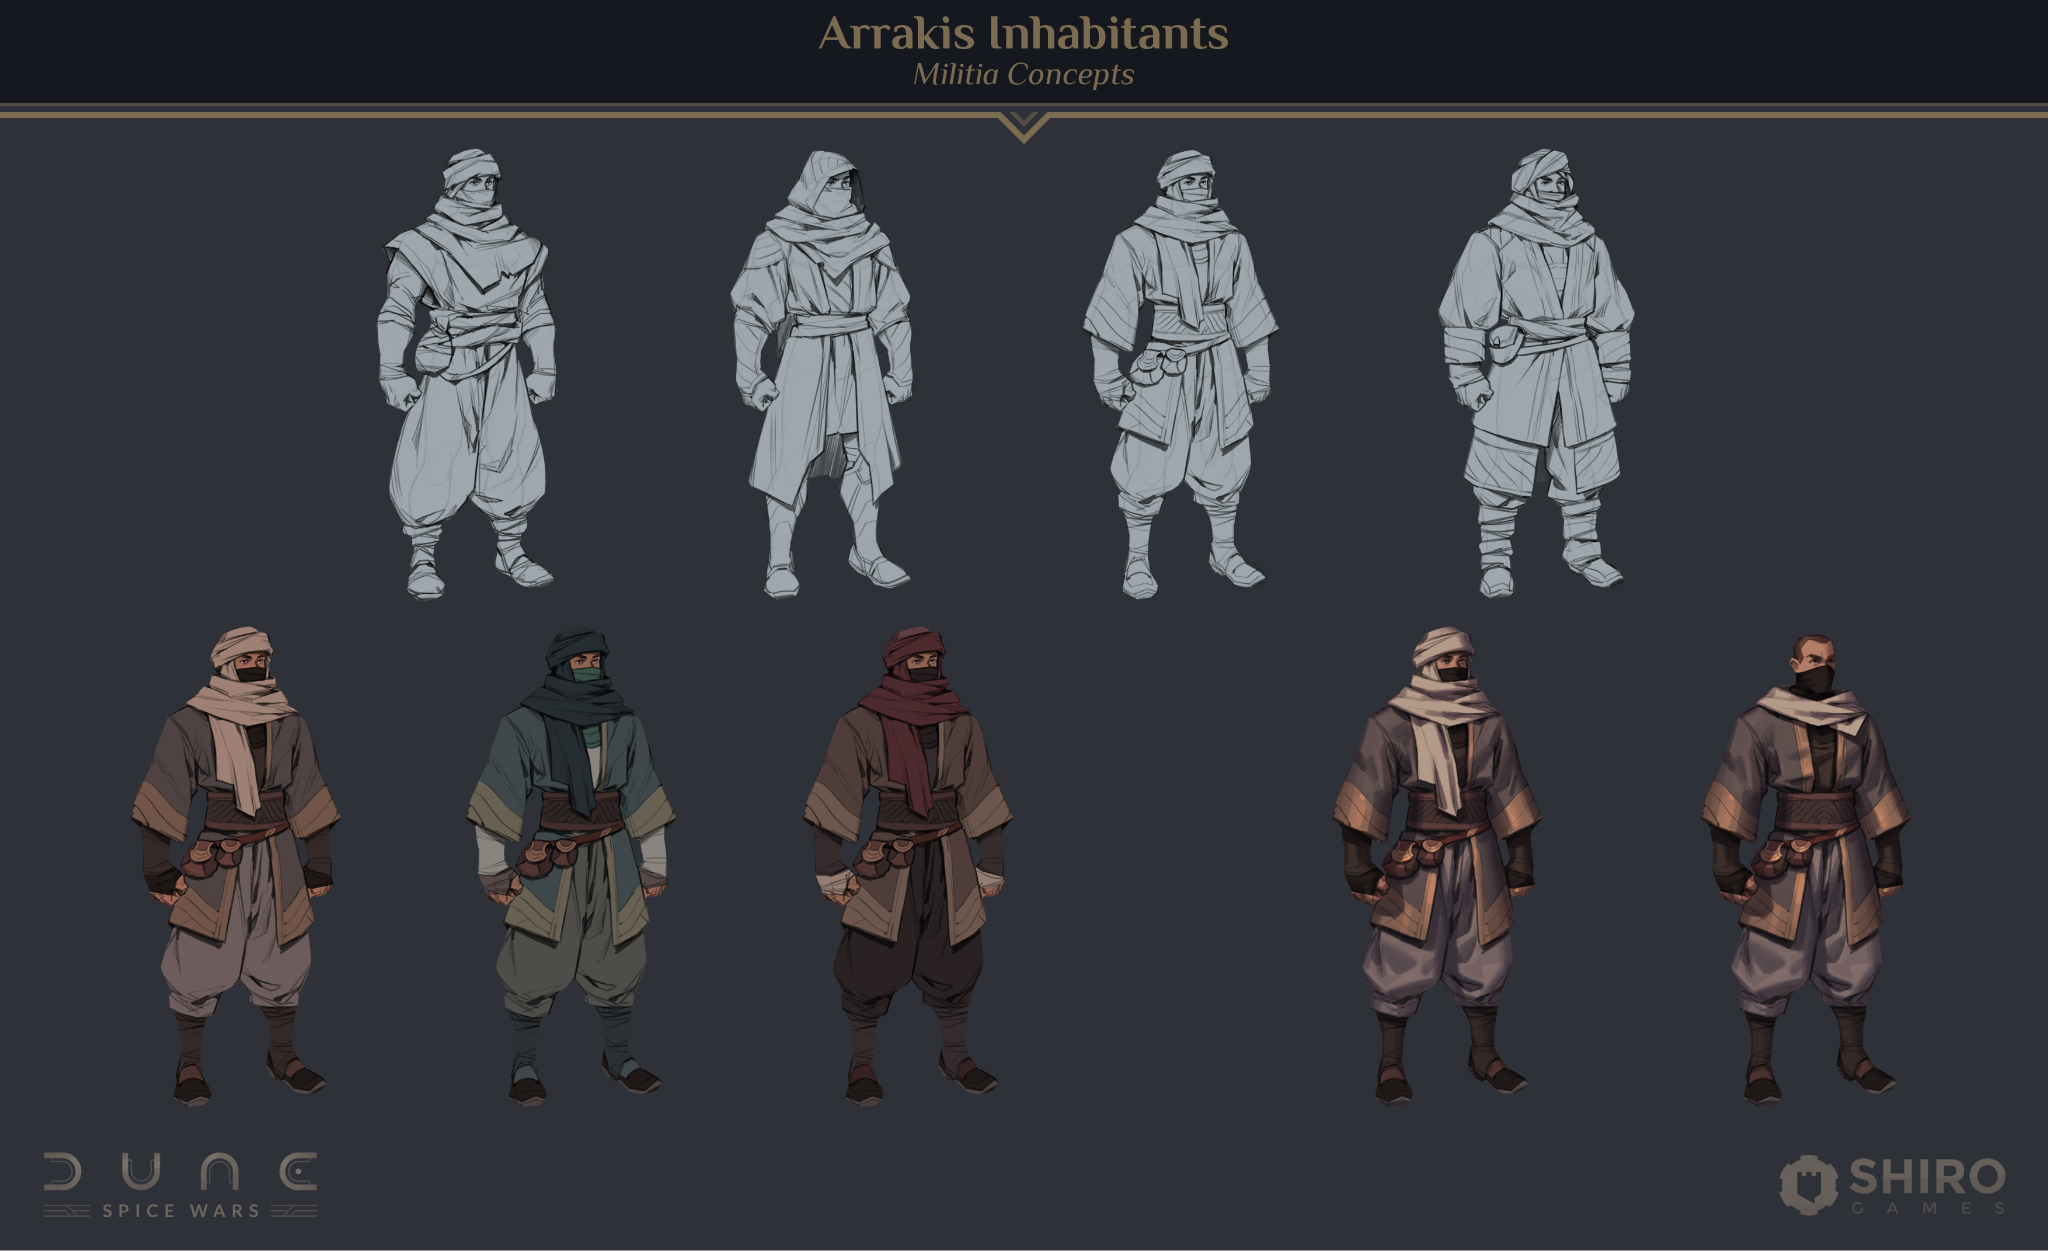 Arrakis Inhabitants
Militia Concepts
DUNE
SPICE WARS
SHIRO
GAMES